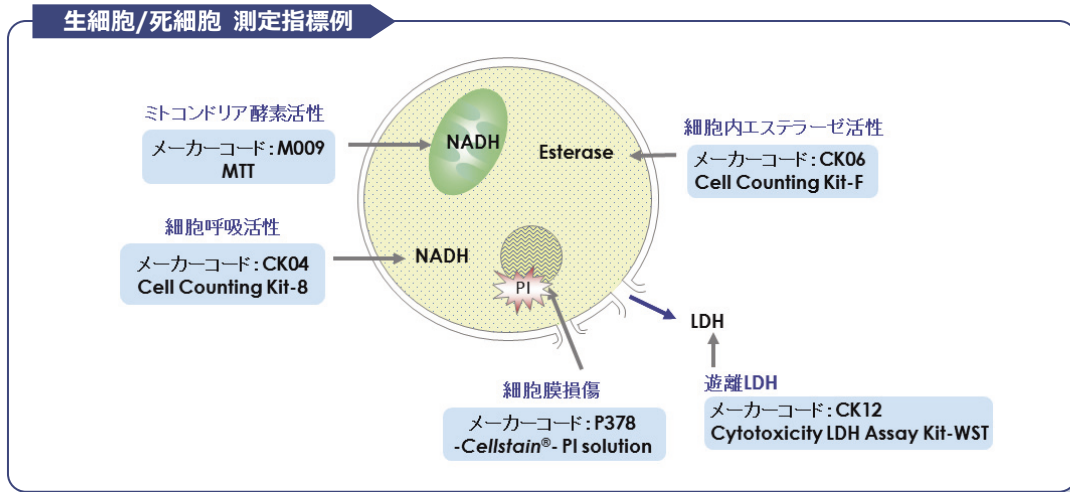 生細胞/死細胞 測定指標例
ミトコンドリア酵素活性
メーカーコード：M009
MTT
NADH
Esterase
細胞内エステラーゼ活性
メーカーコード：CK06
Cell Counting Kit-F
細胞呼吸活性
メーカーコード：CK04
Cell Counting Kit-8
NADH
PI
LDH
細胞膜損傷
メーカーコード：P378
-Cellstain®- PI solution
遊離LDH
メーカーコード：CK12
Cytotoxicity LDH Assay Kit-WST